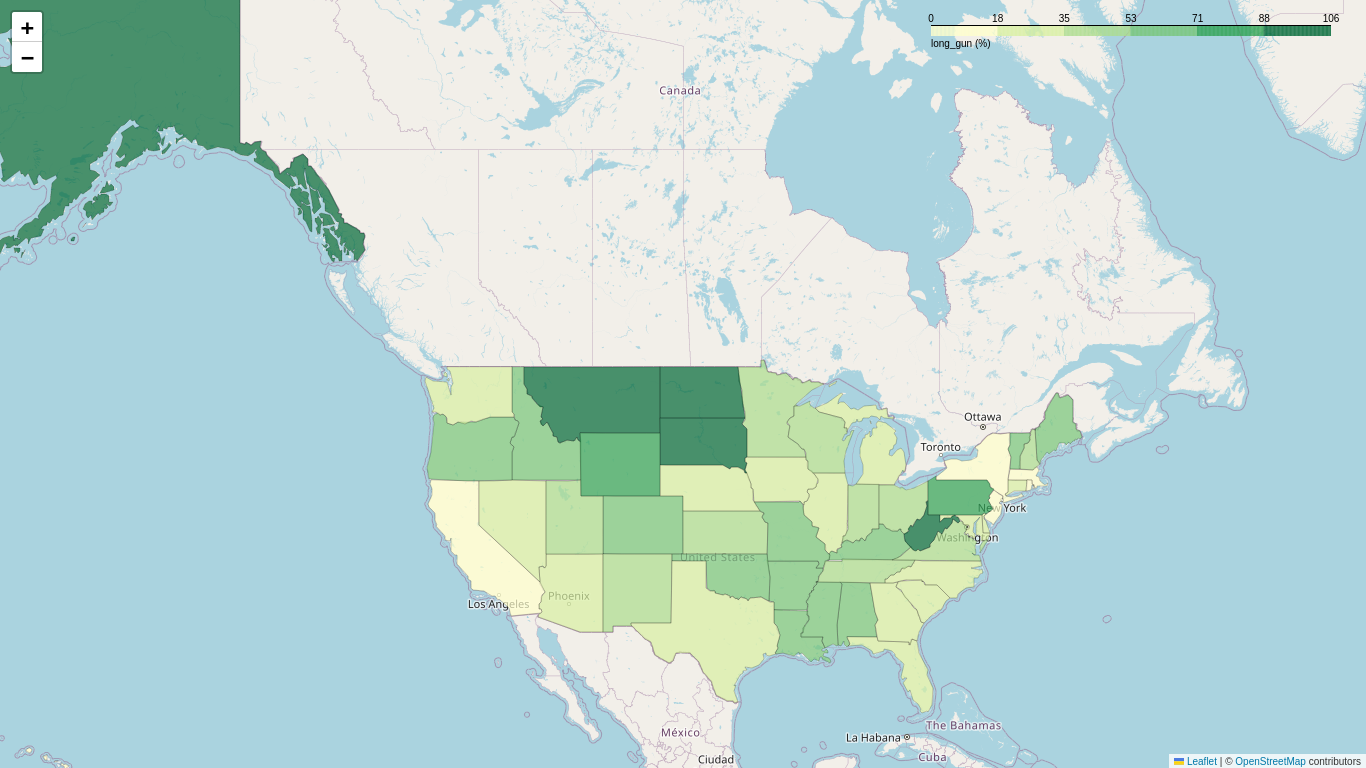 +
−
0 18 35 53 71 88 106
long_gun (%)
Canada
Ottawa
Toronto
New York
Washington
United States
Phoenix
Los Angeles
The Bahamas
México
La Habana
Cuba
Ciudad
Leaflet | © OpenStreetMap contributors